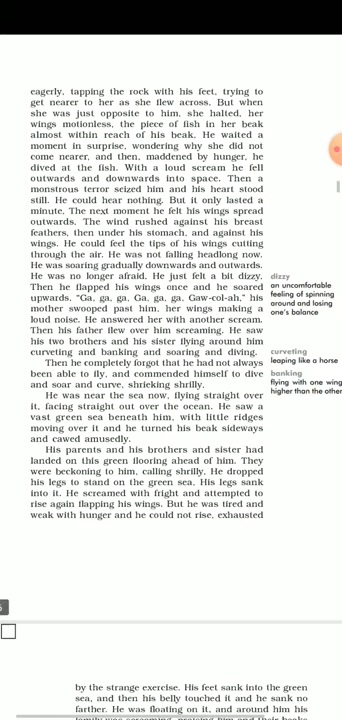 eagerly, tapping the rock with his feet, trying to
get nearer to her as she flew across. But when
she was just opposite to him, she halted, her
wings motionless, the piece of fish in her beak
almost within reach of his beak. He waited a
moment in surprise, wondering why she did not
come nearer, and then, maddened by hunger, he
dived at the fish. With a loud scream he fell
outwards and downwards into space. Then a
monstrous terror seized him and his heart stood
still. He could hear nothing. But it only lasted a
minute. The next moment he felt his wings spread
outwards. The wind rushed against his breast
feathers, then under his stomach, and against his
wings. He could feel the tips of his wings cutting
through the air. He was not falling headlong now.
He was soaring gradually downwards and outwards.
He was no longer afraid. He just felt a bit dizzy.
Then he flapped his wings once and he soared
upwards. “Ga, ga, ga, Ga, ga, ga, Gaw-col-ah,” his
mother swooped past him, her wings making a
loud noise. He answered her with another scream.
Then his father flew over him screaming. He saw
his two brothers and his sister flying around him
curveting and banking and soaring and diving.
Then he completely forgot that he had not always
been able to fly, and commended himself to dive
and soar and curve, shrieking shrilly.
He was near the sea now, flying straight over
it, facing straight out over the ocean. He saw a
vast green sea beneath him, with little ridges
moving over it and he turned his beak sideways
and cawed amusedly.
His parents and his brothers and sister had
landed on this green flooring ahead of him. They
were beckoning to him, calling shrilly. He dropped
his legs to stand on the green sea. His legs sank
into it. He screamed with fright and attempted to
rise again flapping his wings. But he was tired and
weak with hunger and he could not rise, exhausted
dizzy
an uncomfortable
feeling of spinning
around and losing
one's balance
curveting
leaping like a horse
banking
flying with one wing
higher than the other
by the strange exercise. His feet sank into the green
sea, and then his belly touched it and he sank no
farther. He was floating on it, and around him his